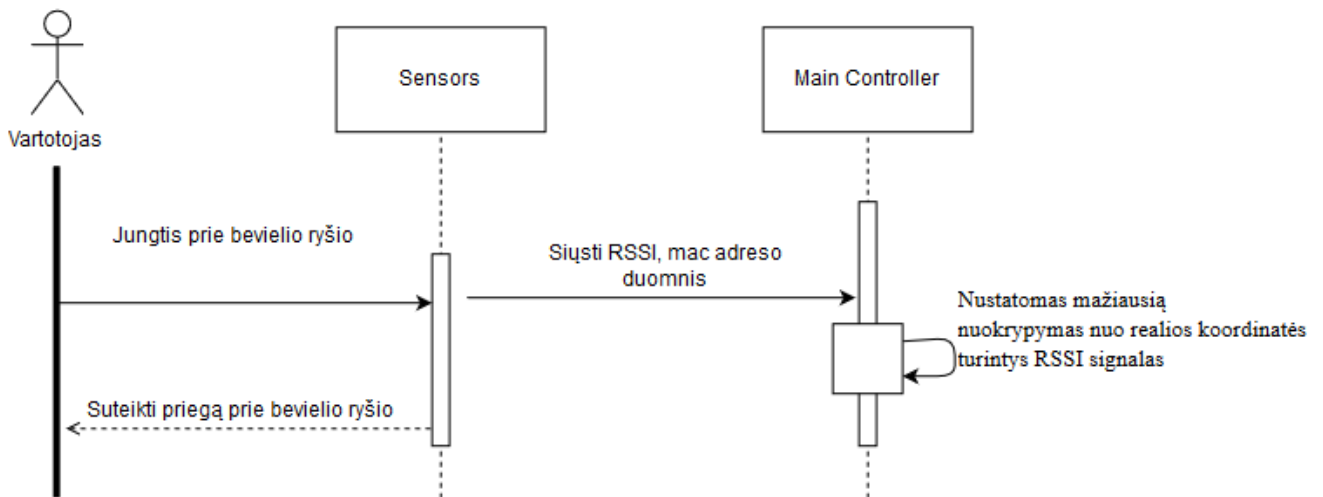 Sensors
Main Controller
Vartotojas
Jungtis prie bevielio ryšio
Siųsti RSSI, mac adreso
duomnis
Nustatomas mažiausią
nuokrypymas nuo realios koordinatės
turintys RSSI signalas
Suteikti priegą prie bevielio ryšio